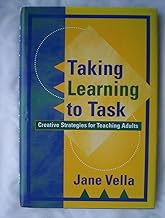 Taking
Learning
to Task
Creative Strategies for Teaching Adults
Jane Vella